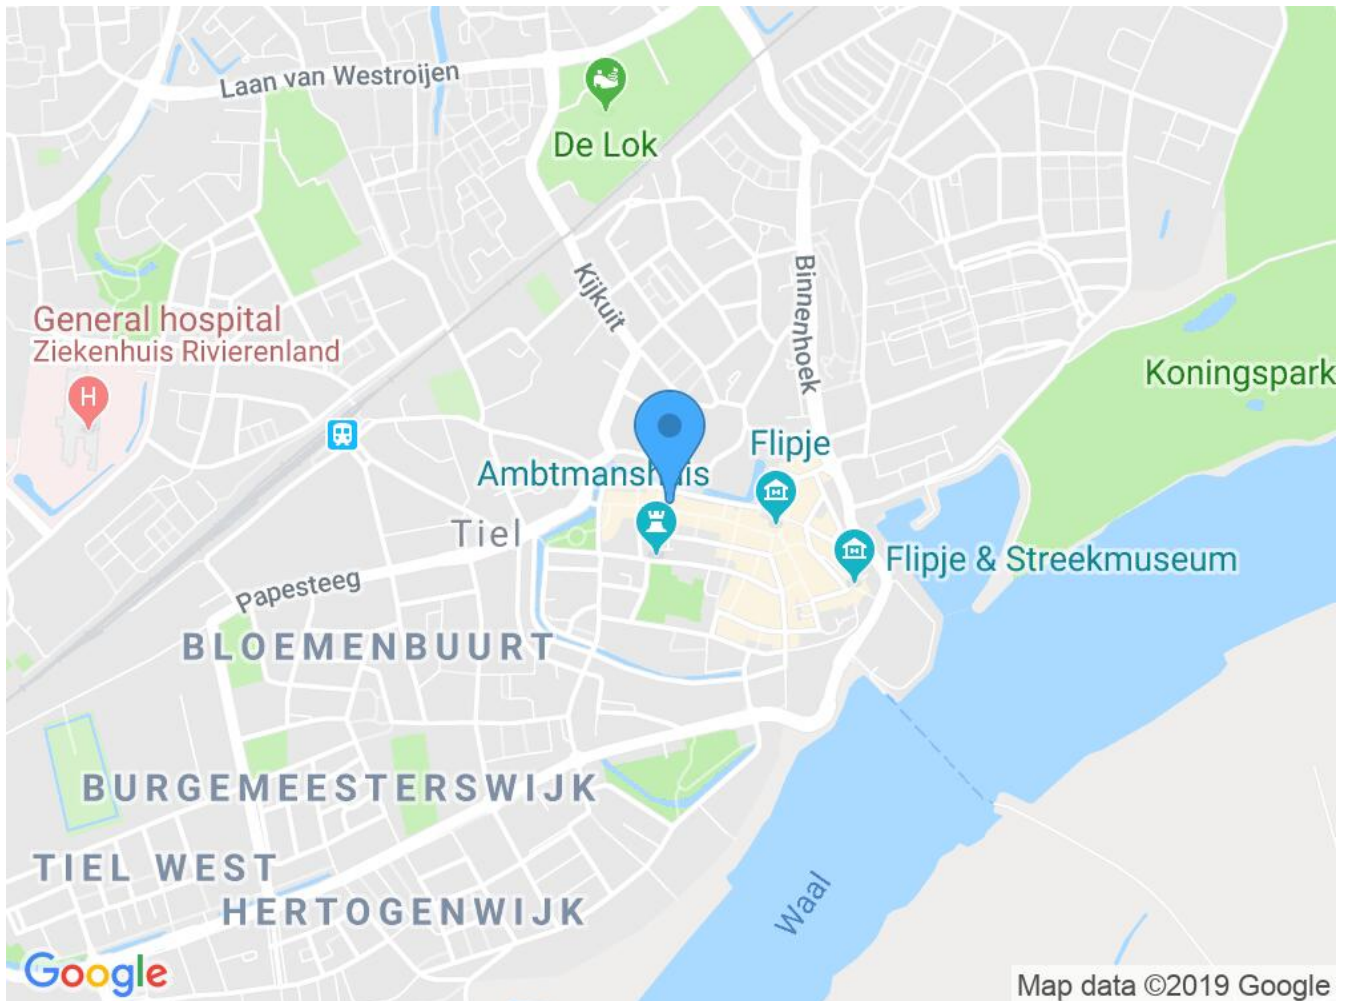 Laan van Westroijen
De Lok
Kijkuit
Binnenhoek
General hospital
Ziekenhuis Rivierenland
H
Koningspark
Flipje
Ambtmanshuis
Tiel
Flipje & Streekmuseum
Papesteeg
BLOEMENBUURT
BURGEMEESTERSWIJK
TIEL WEST
HERTOGENWIJK
Waal
Google
Map data ©2019 Google